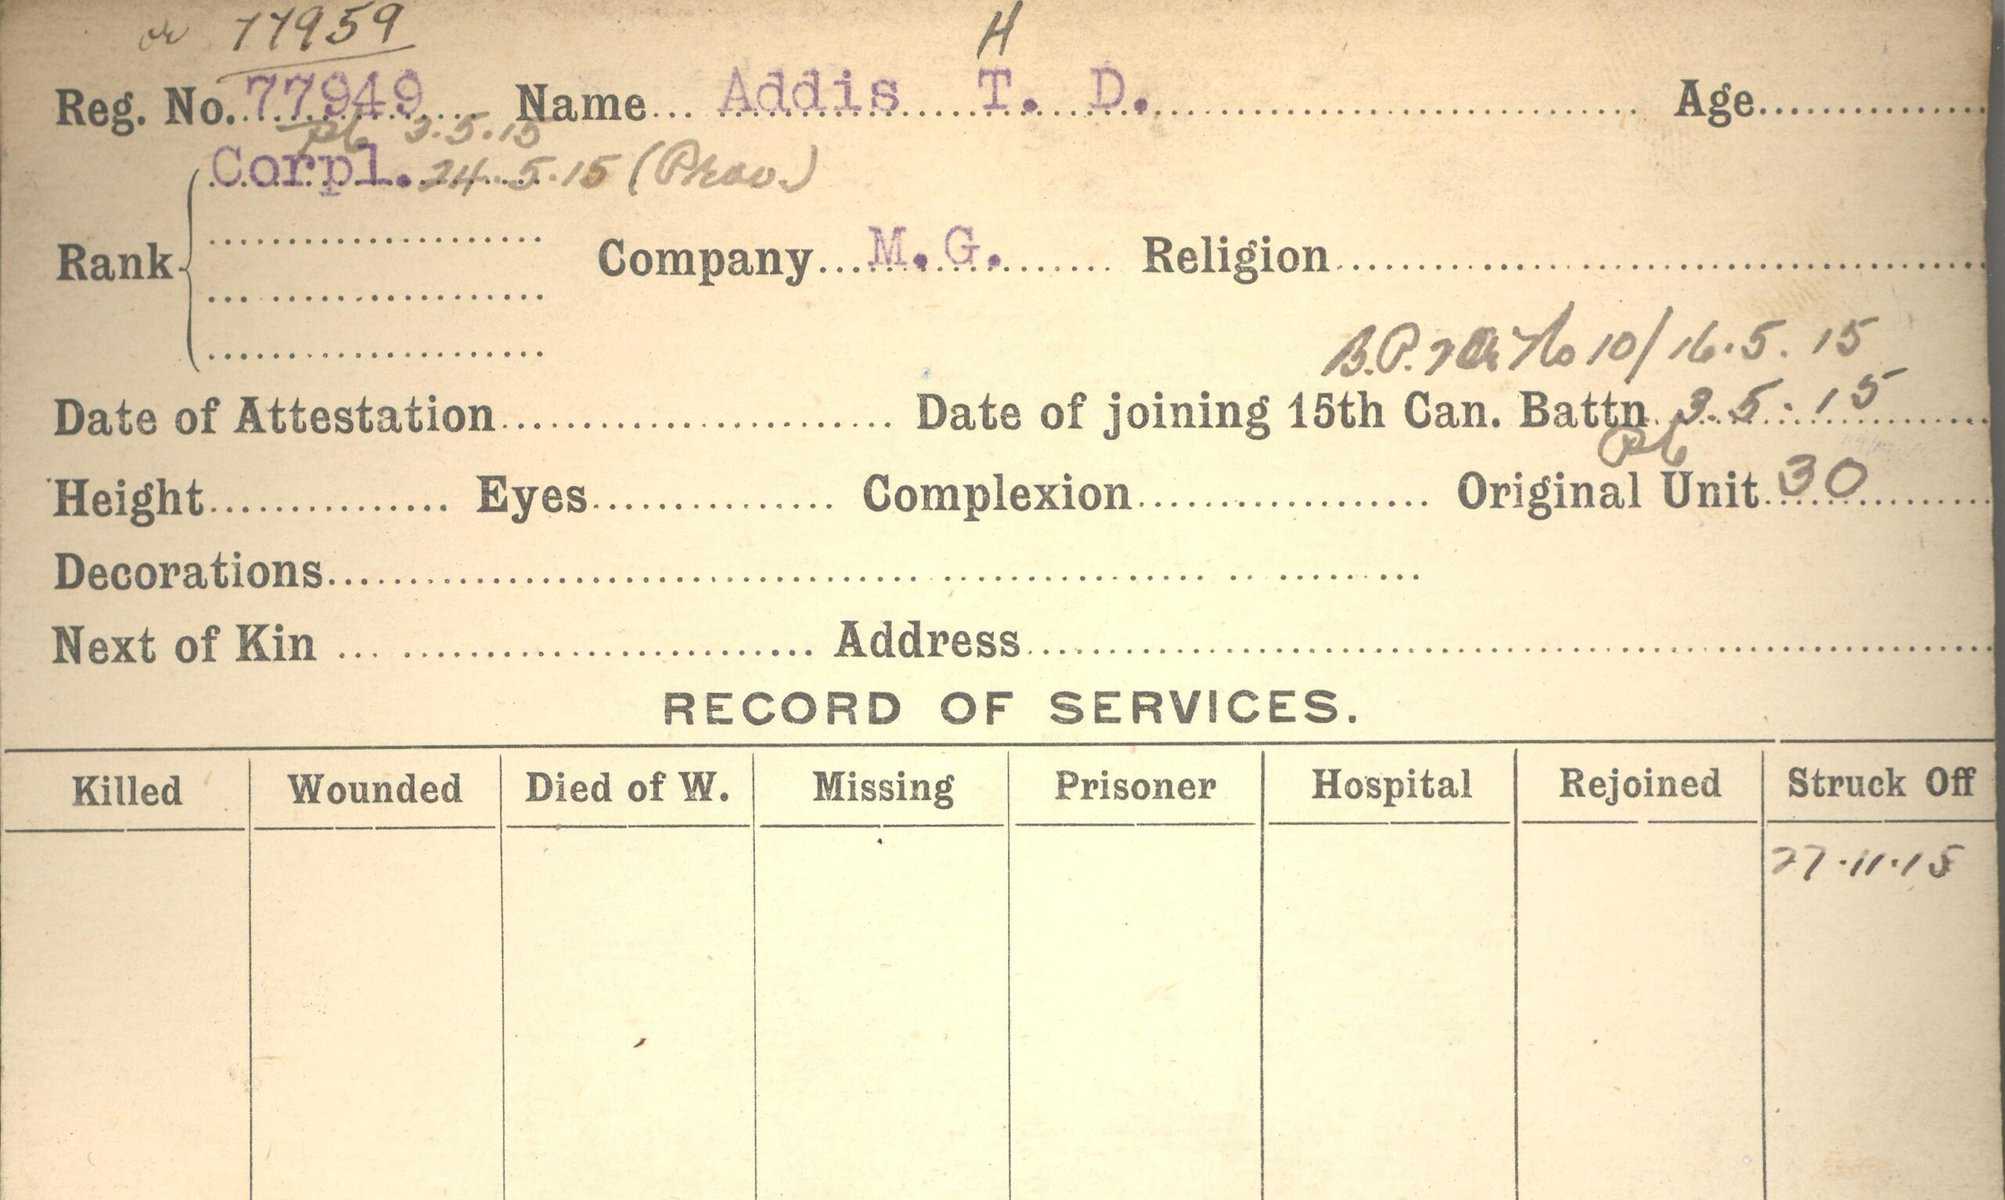 or 77959 H
Reg. No. 77949 Name Addis T. D. Age
Pte 3.5.15
Corpl. 24.5.15 (Prov.)
Rank Company M.G. Religion
B.P. No 10/16.5.15
Date of Attestation Date of joining 15th Can. Battn 3.5.15
Height Eyes Complexion Original Unit 30
Decorations
Next of Kin Address
RECORD OF SERVICES.
Killed Wounded Died of W. Missing Prisoner Hospital Rejoined Struck Off
27.11.15